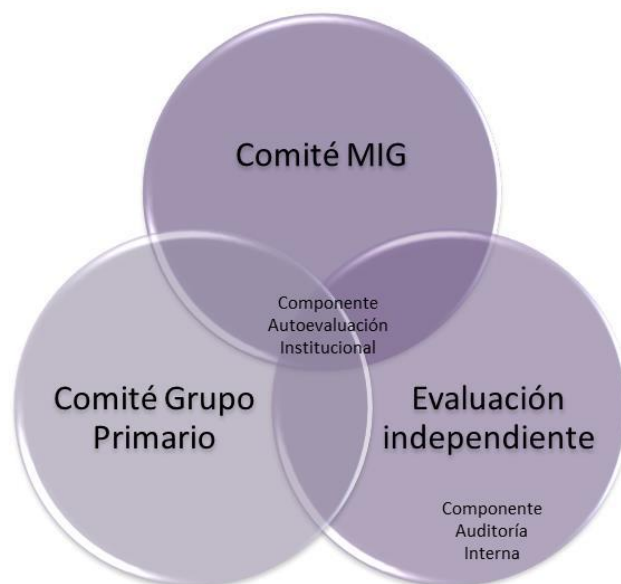 Comité MIG
Componente
Autoevaluación
Institucional
Comité Grupo
Primario
Evaluación
independiente
Componente
Auditoría
Interna